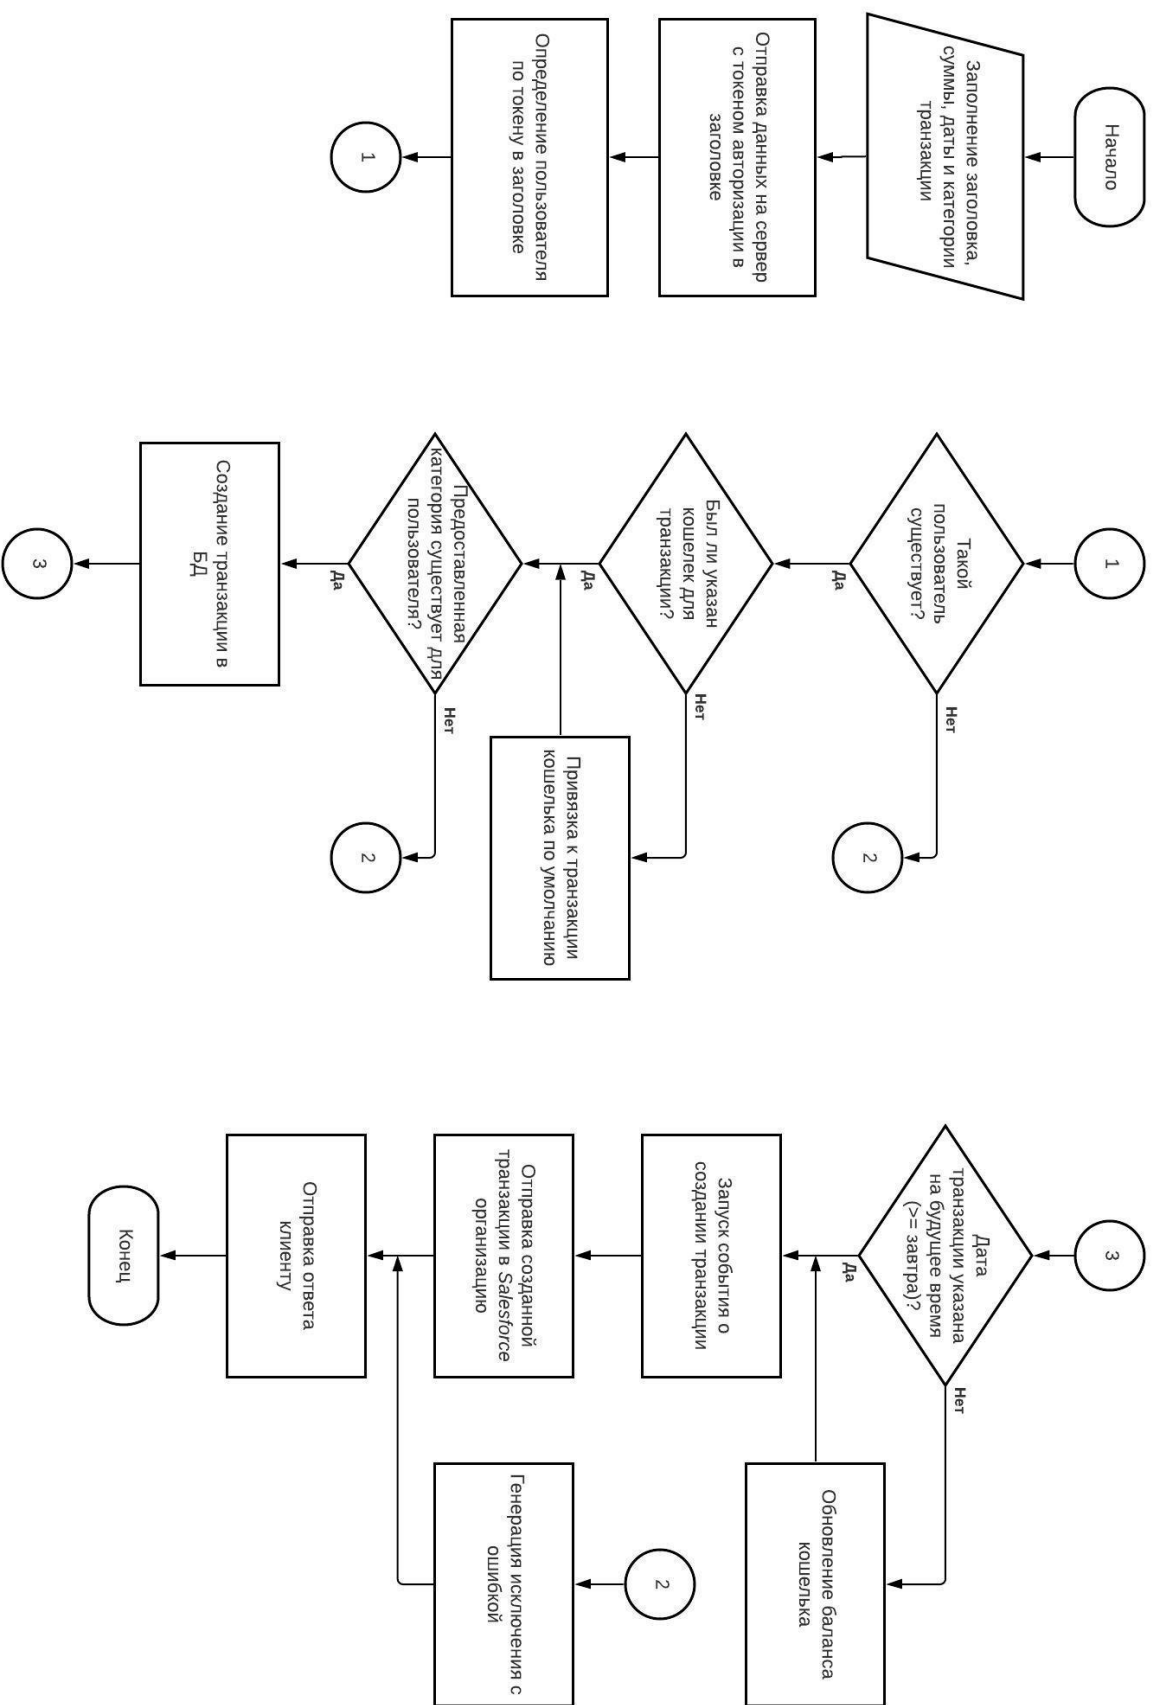 Начало
Заполнение заголовка,
суммы, даты и категории
транзакции
Отправка данных на сервер
с токеном авторизации в
заголовке
Определение пользователя
по токену в заголовке
1
1
Такой
пользователь
существует?
Нет
2
Да
Был ли указан
кошелек для
транзакции?
Нет
Привязка к транзакции
кошелька по умолчанию
Да
Предоставленная
категория существует для
пользователя?
Нет
2
Да
Создание транзакции в
БД
3
3
Дата
транзакции указана
на будущее время
(>= завтра)?
Нет
Обновление баланса
кошелька
Да
Запуск события о
создании транзакции
2
Отправка созданной
транзакции в Salesforce
организацию
Генерация исключения с
ошибкой
Отправка ответа
клиенту
Конец